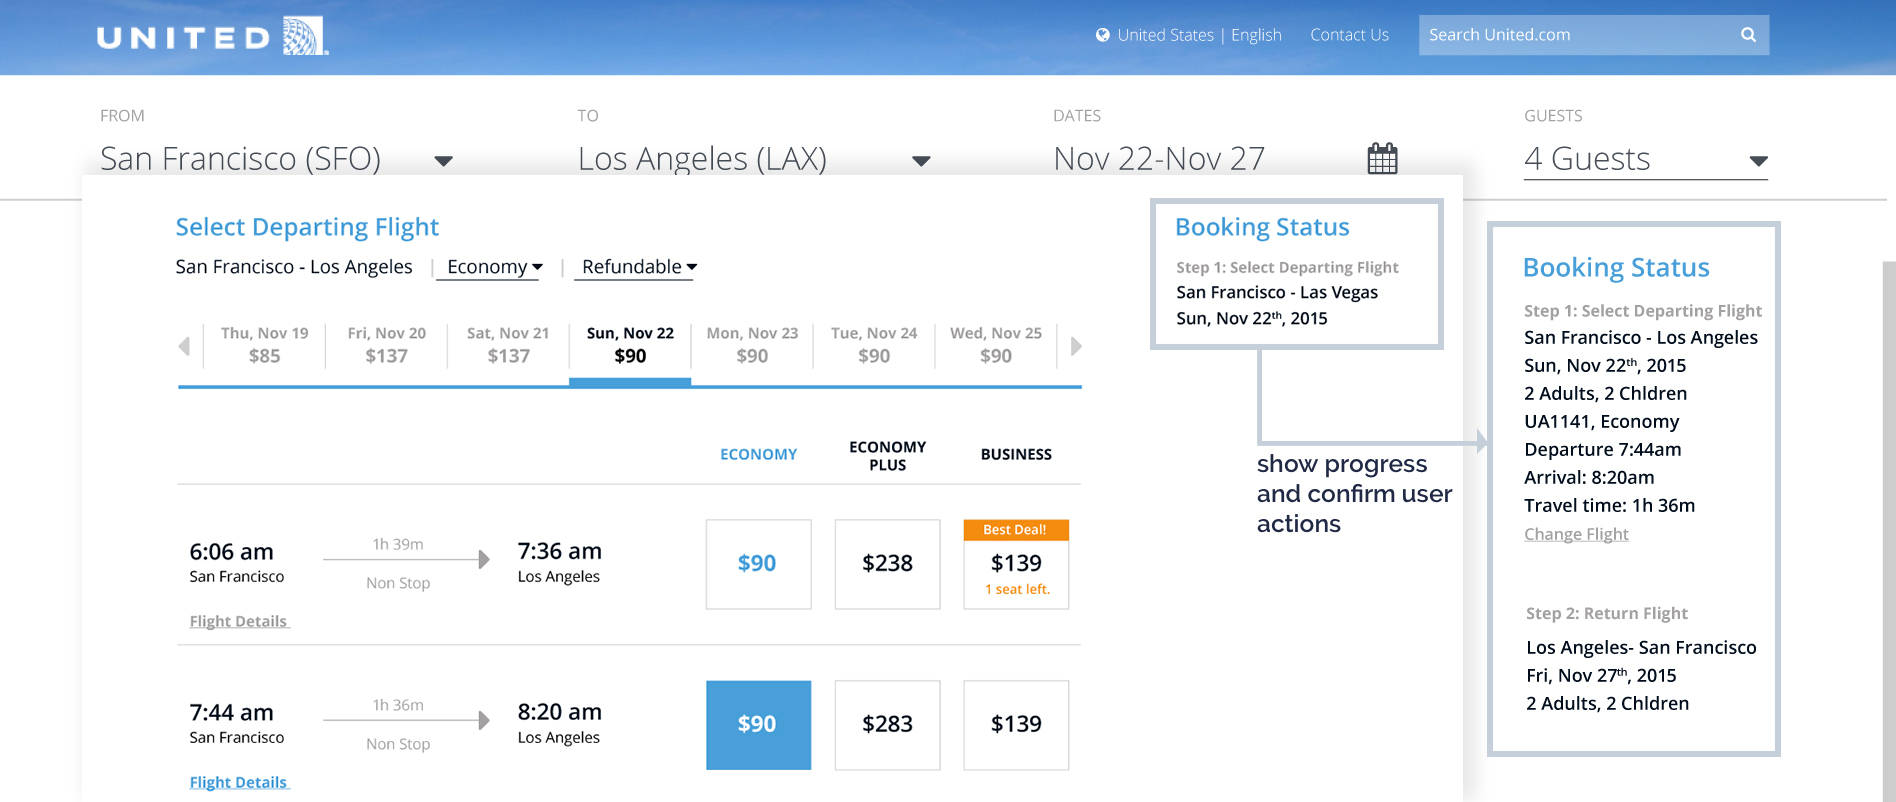 UNITED
United States | English
Contact Us
Search United.com
FROM
San Francisco (SFO)
TO
Los Angeles (LAX)
DATES
Nov 22-Nov 27
GUESTS
4 Guests
Select Departing Flight
San Francisco - Los Angeles | Economy | Refundable
Thu, Nov 19
$85
Fri, Nov 20
$137
Sat, Nov 21
$137
Sun, Nov 22
$90
Mon, Nov 23
$90
Tue, Nov 24
$90
Wed, Nov 25
$90
ECONOMY
ECONOMY
PLUS
BUSINESS
6:06 am
San Francisco
1h 39m
Non Stop
7:36 am
Los Angeles
$90
$238
Best Deal!
$139
1 seat left.
Flight Details
7:44 am
San Francisco
1h 36m
Non Stop
8:20 am
Los Angeles
$90
$283
$139
Flight Details
Booking Status
Step 1: Select Departing Flight
San Francisco - Las Vegas
Sun, Nov 22th, 2015
show progress
and confirm user
actions
Booking Status
Step 1: Select Departing Flight
San Francisco - Los Angeles
Sun, Nov 22th, 2015
2 Adults, 2 Chldren
UA1141, Economy
Departure 7:44am
Arrival: 8:20am
Travel time: 1h 36m
Change Flight
Step 2: Return Flight
Los Angeles- San Francisco
Fri, Nov 27th, 2015
2 Adults, 2 Chldren